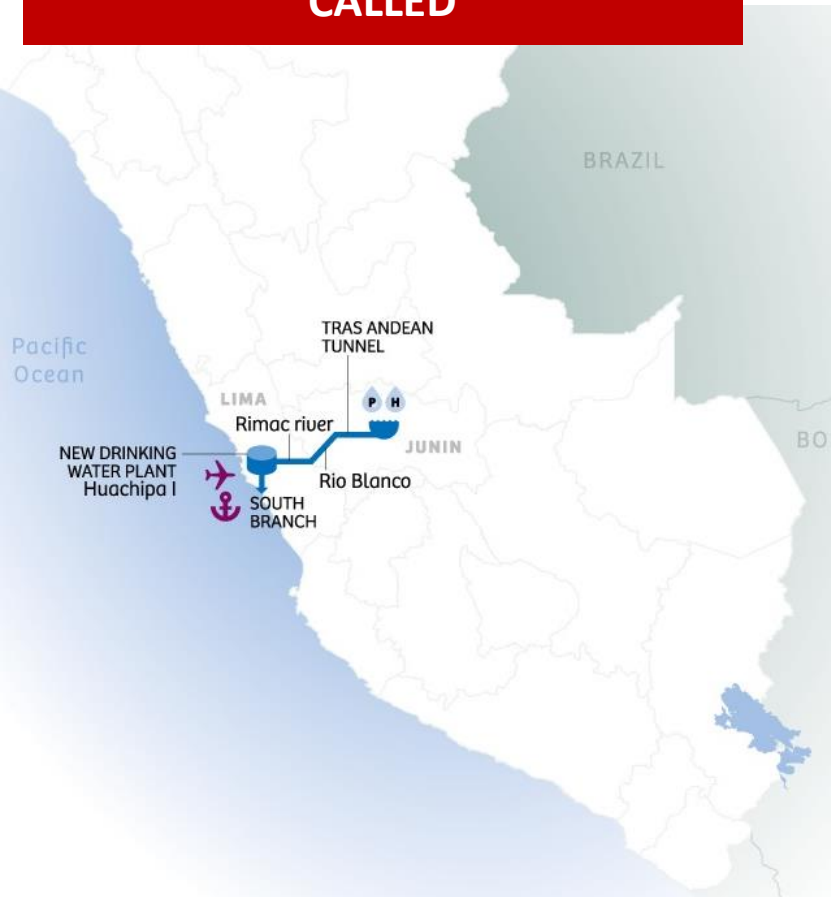 CALLED
BRAZIL
TRAS ANDEAN
TUNNEL
Pacific
Ocean
LIMA
P H
Rimac river
JUNIN
BO
NEW DRINKING
WATER PLANT
Huachipa I
Rio Blanco
SOUTH
BRANCH